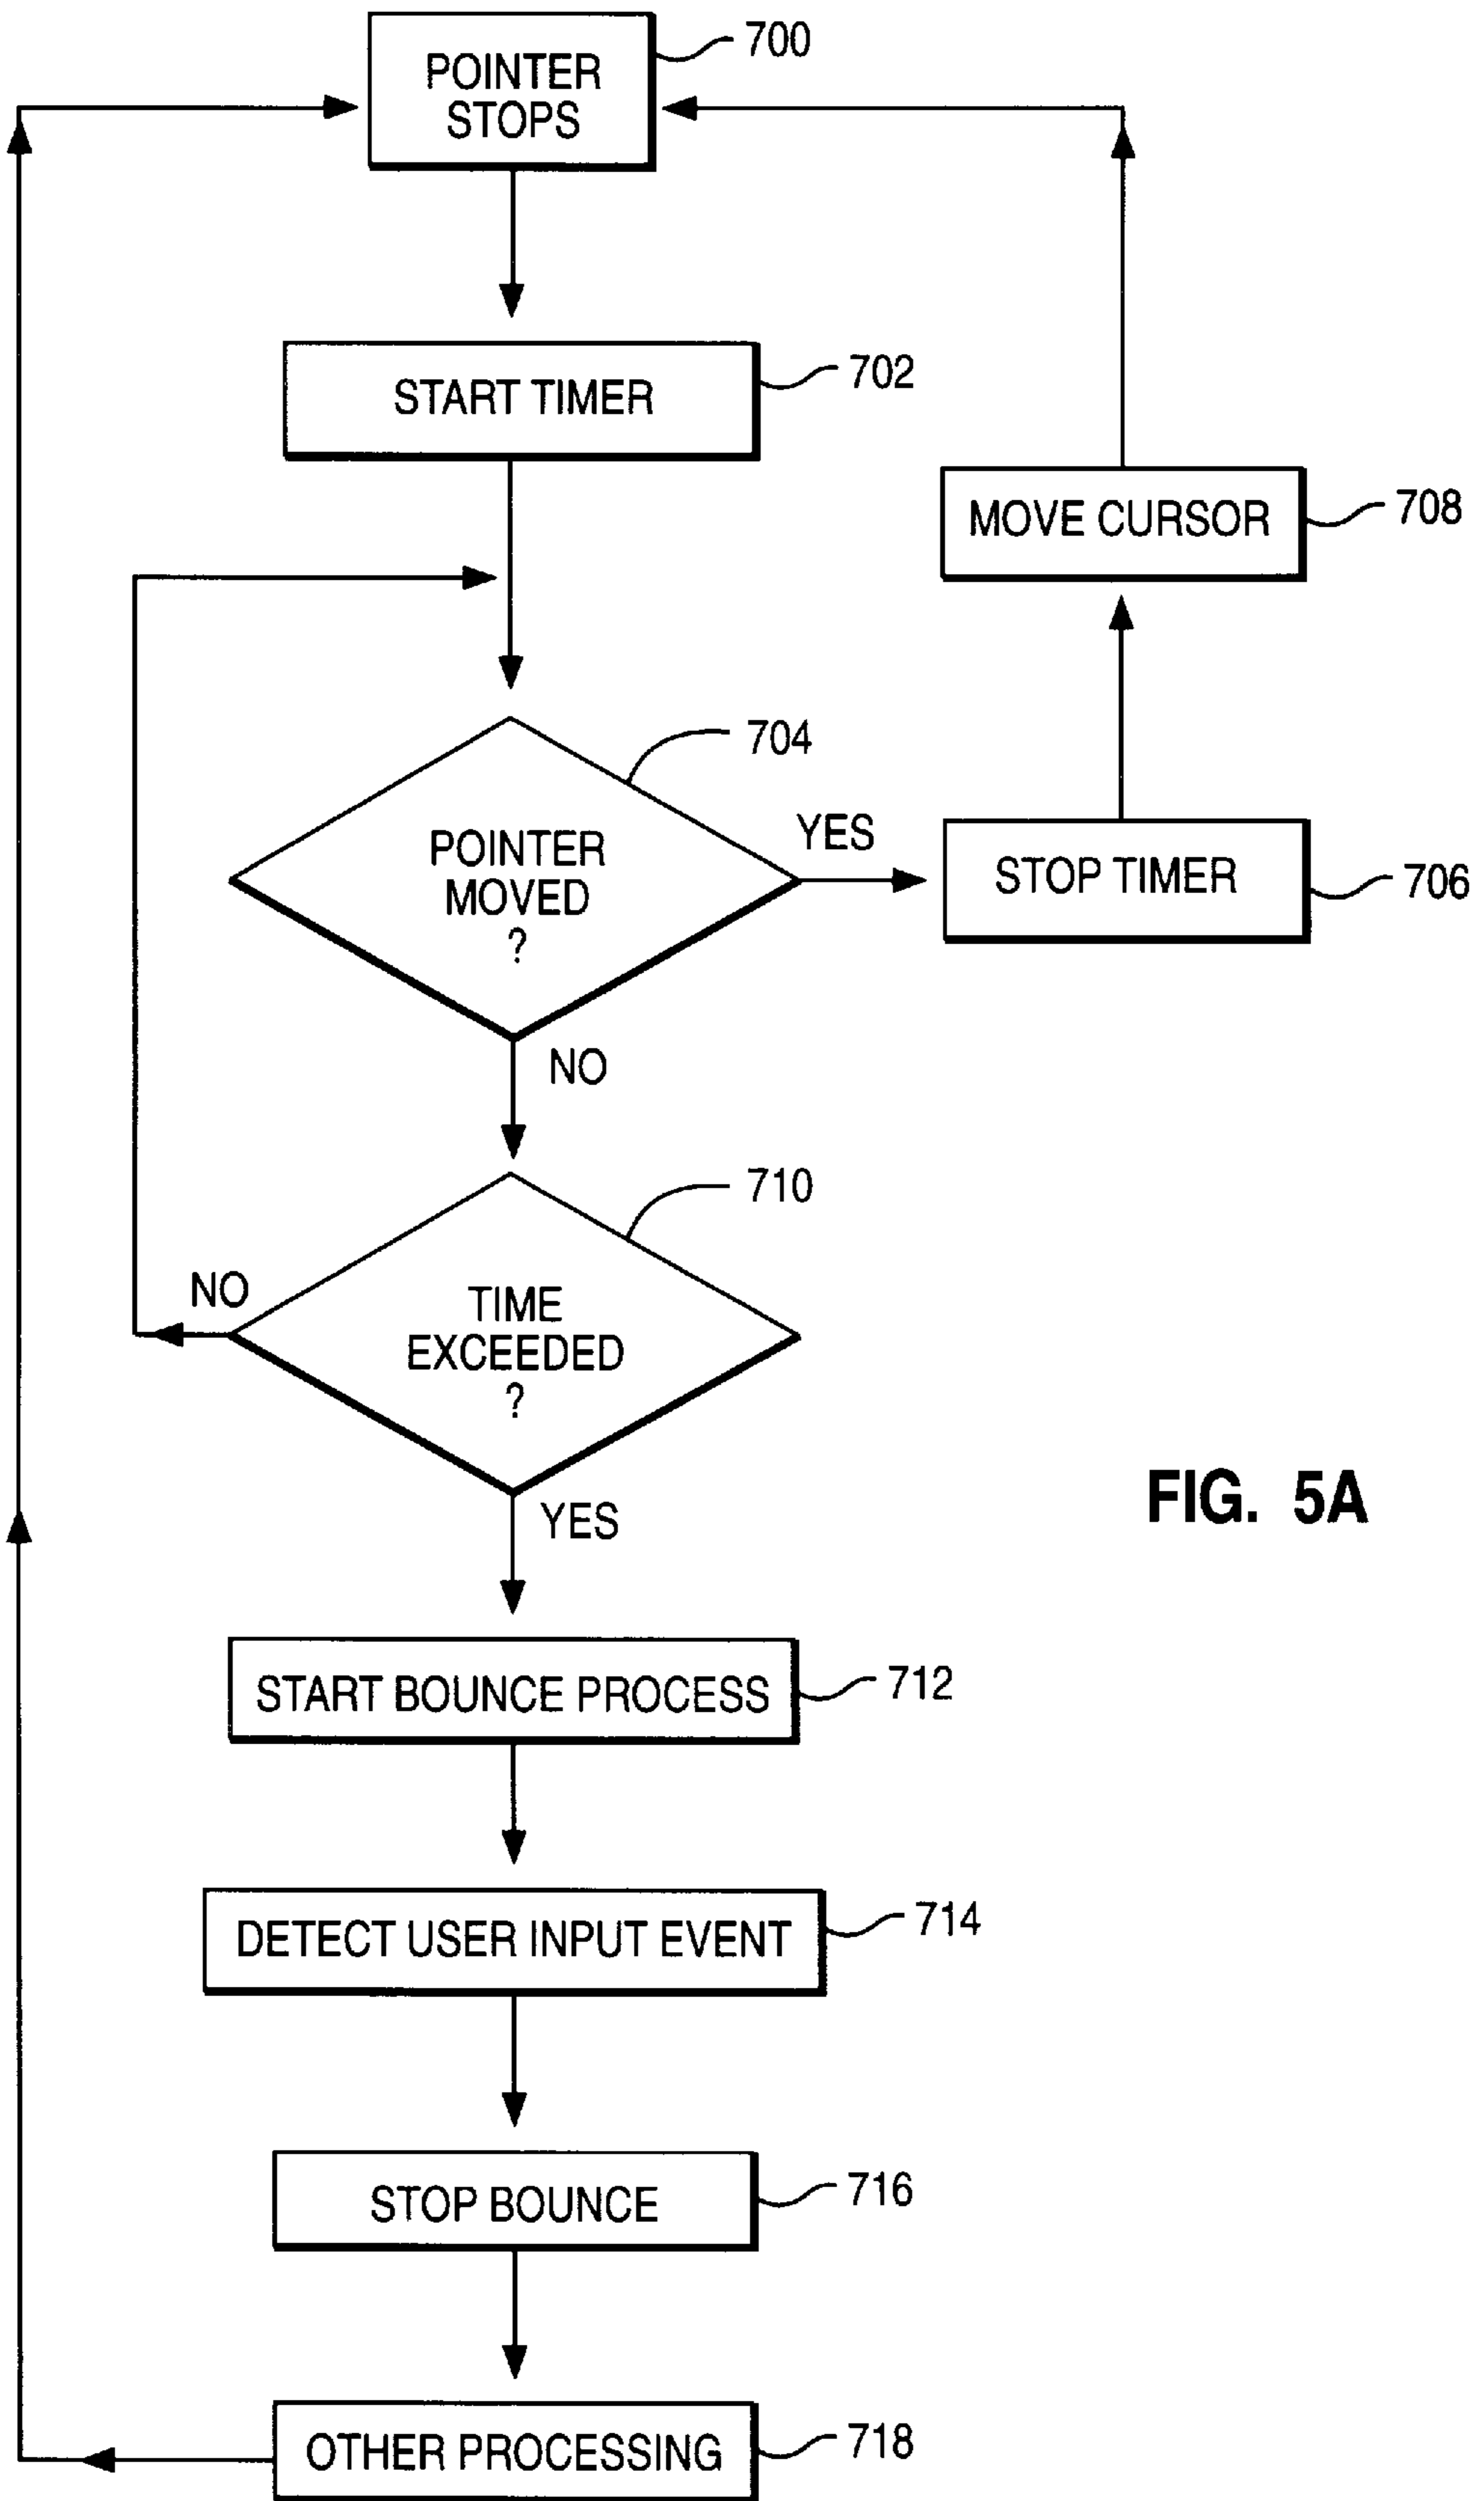 POINTER
STOPS
700
START TIMER
702
MOVE CURSOR
708
704
POINTER
MOVED
?
YES
STOP TIMER
706
NO
710
TIME
EXCEEDED
?
NO
YES
FIG. 5A
START BOUNCE PROCESS
712
DETECT USER INPUT EVENT
714
STOP BOUNCE
716
OTHER PROCESSING
718